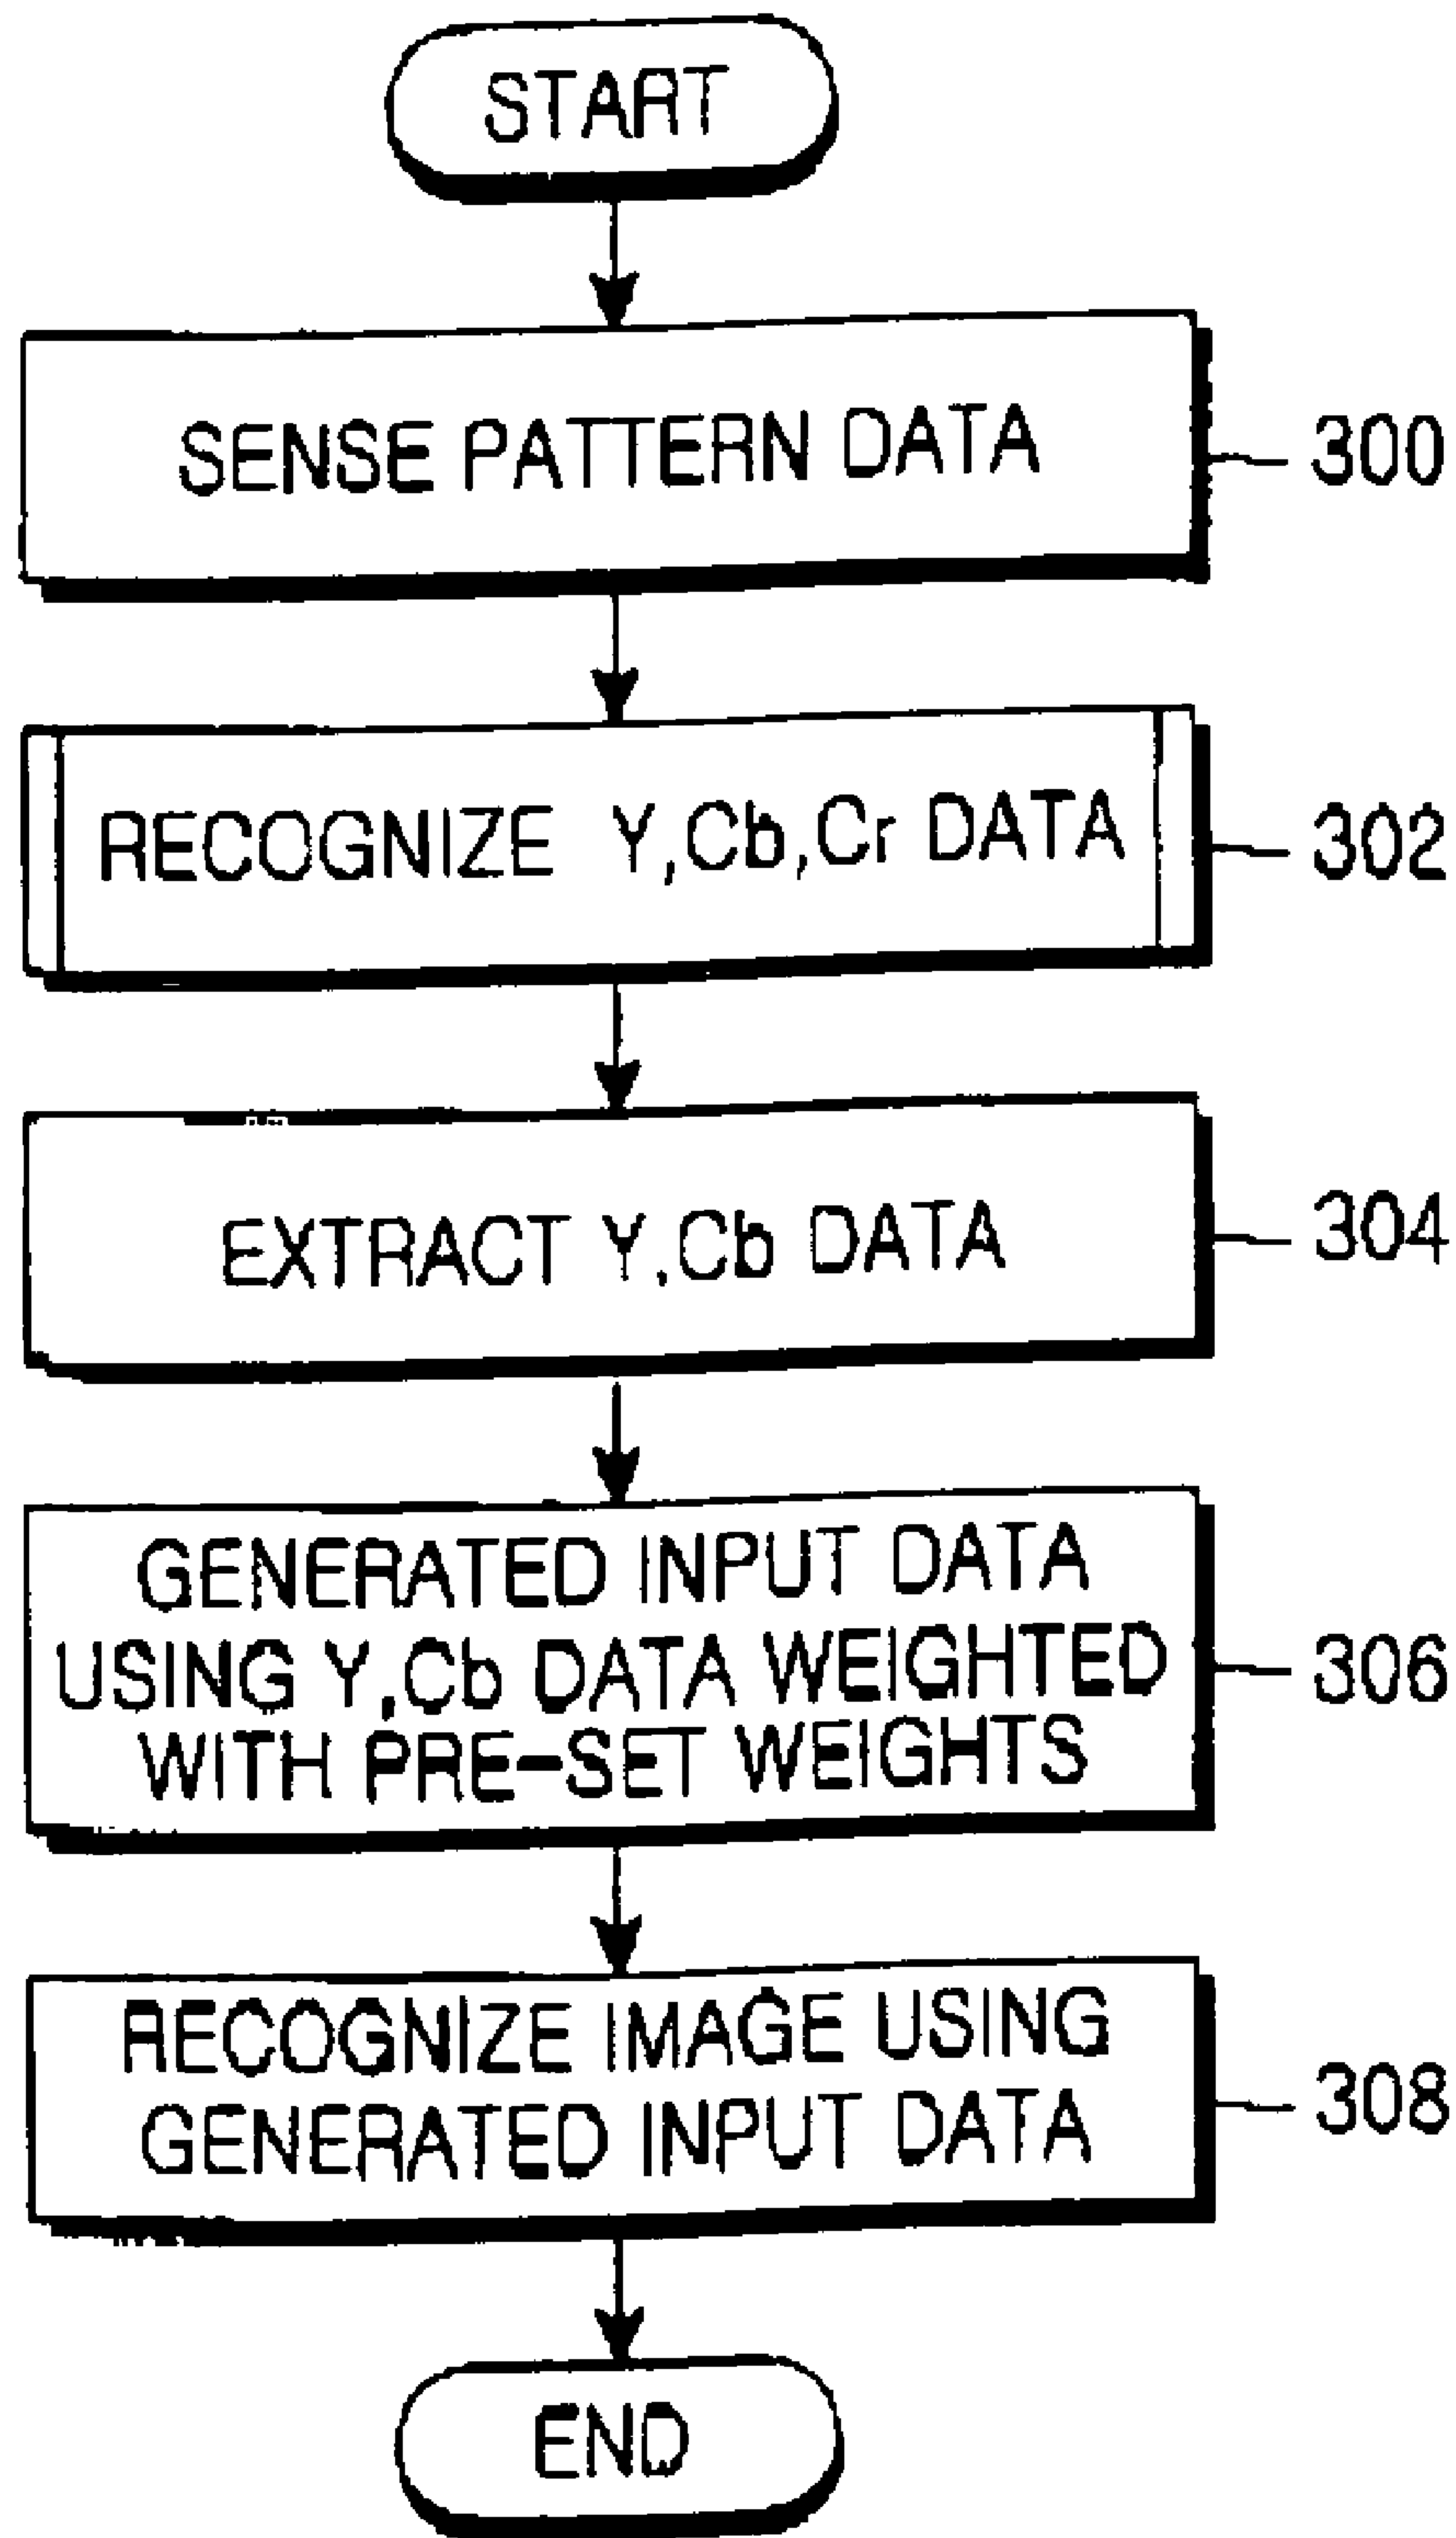 START
SENSE PATTERN DATA
300
RECOGNIZE Y,Cb,Cr DATA
302
EXTRACT Y,Cb DATA
304
GENERATED INPUT DATA
USING Y,Cb DATA WEIGHTED
WITH PRE-SET WEIGHTS
306
RECOGNIZE IMAGE USING
GENERATED INPUT DATA
308
END